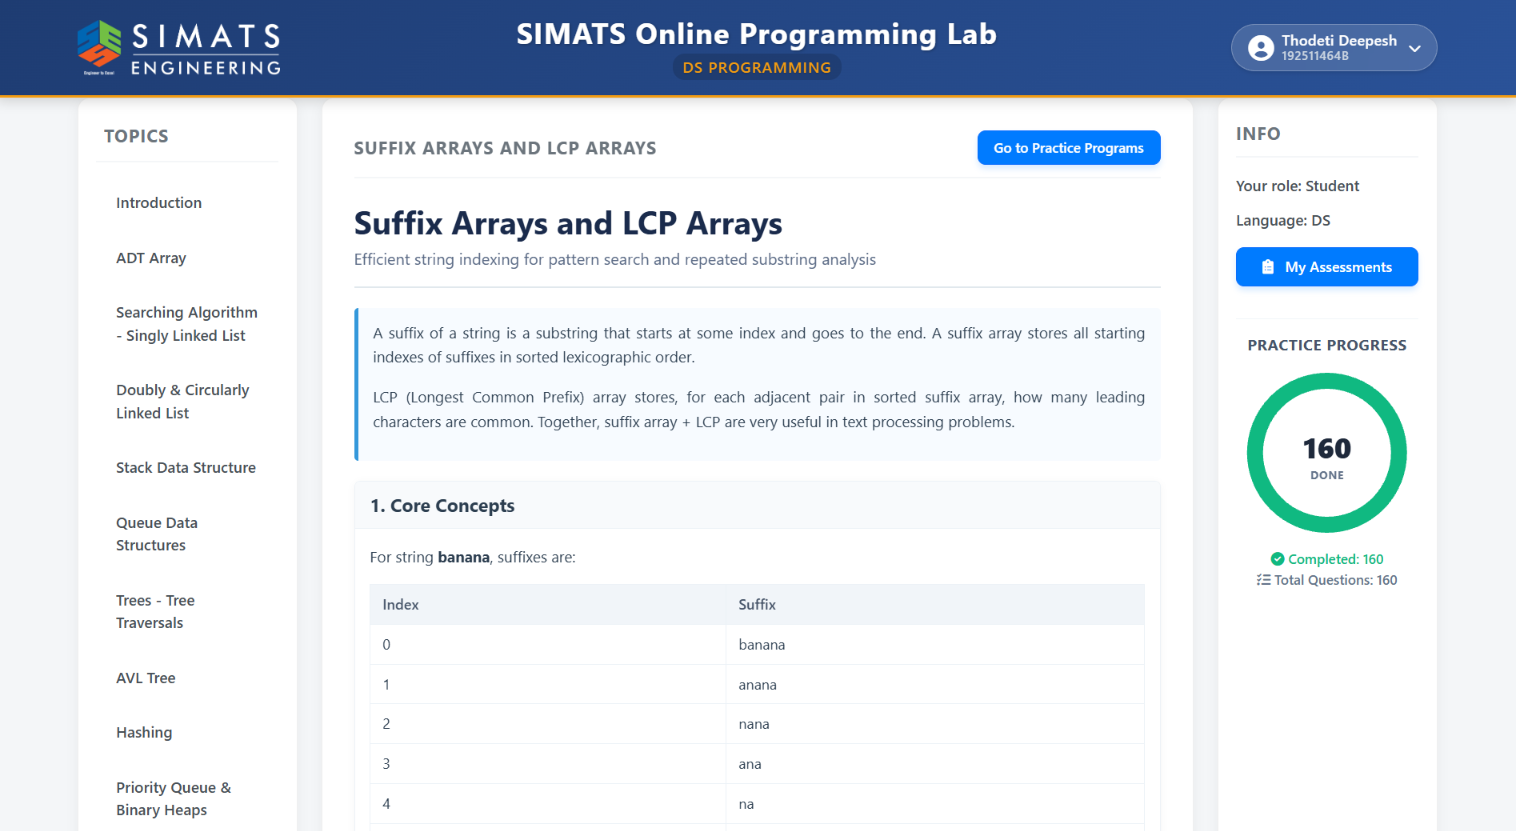 SIMATS
ENGINEERING
Engineer to Excel
SIMATS Online Programming Lab
DS PROGRAMMING
Thodeti Deepesh
192511464B
TOPICS
Introduction
ADT Array
Searching Algorithm
- Singly Linked List
Doubly & Circularly
Linked List
Stack Data Structure
Queue Data
Structures
Trees - Tree
Traversals
AVL Tree
Hashing
Priority Queue &
Binary Heaps
SUFFIX ARRAYS AND LCP ARRAYS
Go to Practice Programs
Suffix Arrays and LCP Arrays
Efficient string indexing for pattern search and repeated substring analysis
A suffix of a string is a substring that starts at some index and goes to the end. A suffix array stores all starting
indexes of suffixes in sorted lexicographic order.
LCP (Longest Common Prefix) array stores, for each adjacent pair in sorted suffix array, how many leading
characters are common. Together, suffix array + LCP are very useful in text processing problems.
1. Core Concepts
For string banana, suffixes are:
Index Suffix
0 banana
1 anana
2 nana
3 ana
4 na
INFO
Your role: Student
Language: DS
My Assessments
PRACTICE PROGRESS
160
DONE
Completed: 160
Total Questions: 160